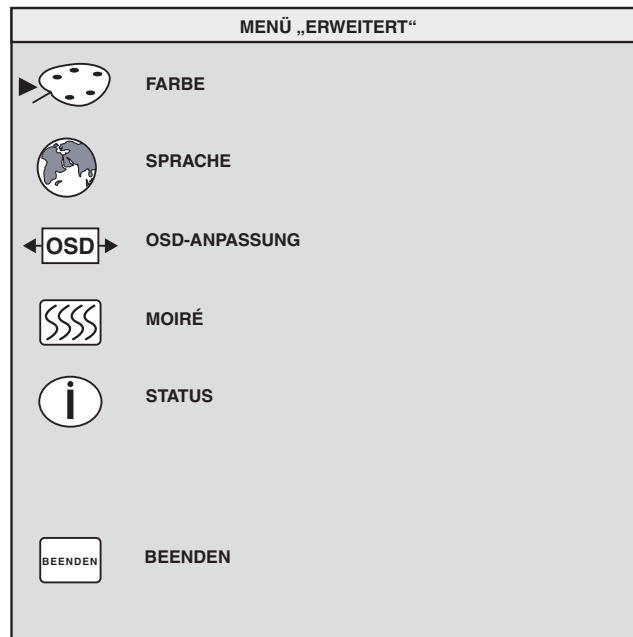 MENÜ „ERWEITERT“
FARBE
SPRACHE
OSD OSD-ANPASSUNG
MOIRÉ
i STATUS
BEENDEN BEENDEN